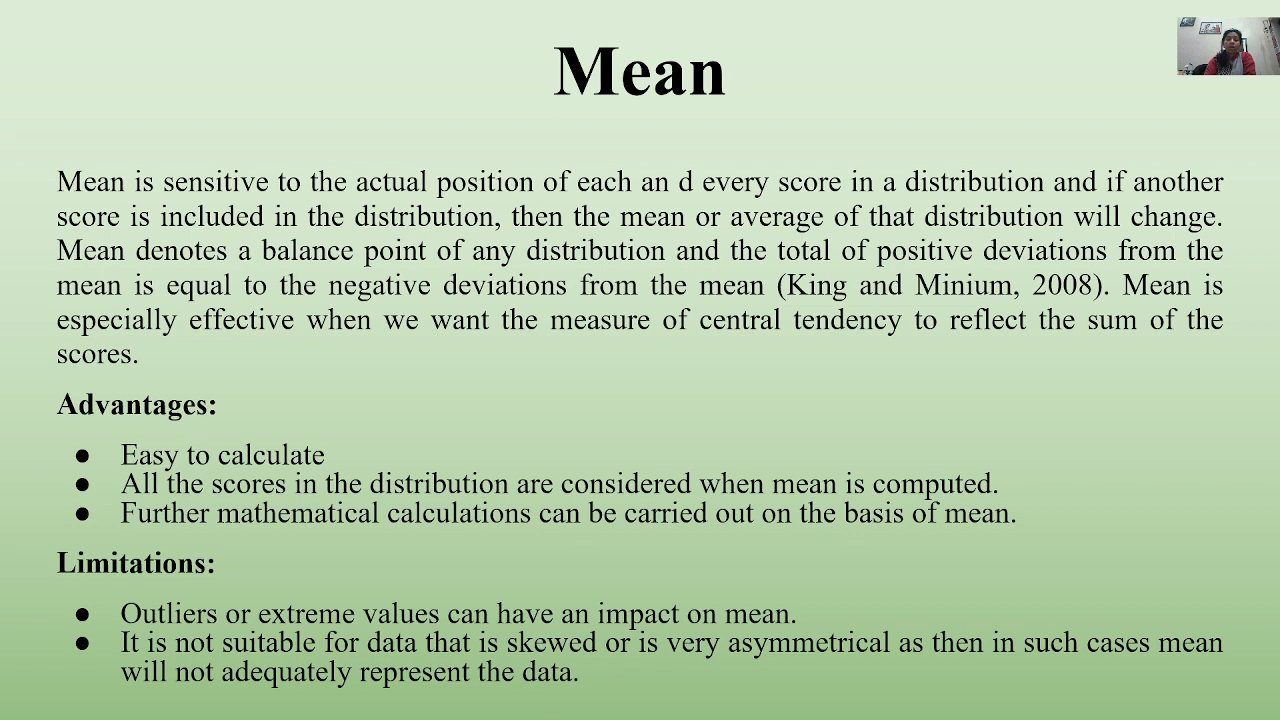 Mean
Mean is sensitive to the actual position of each an d every score in a distribution and if another
score is included in the distribution, then the mean or average of that distribution will change.
Mean denotes a balance point of any distribution and the total of positive deviations from the
mean is equal to the negative deviations from the mean (King and Minium, 2008). Mean is
especially effective when we want the measure of central tendency to reflect the sum of the
scores.
Advantages:
● Easy to calculate
● All the scores in the distribution are considered when mean is computed.
● Further mathematical calculations can be carried out on the basis of mean.
Limitations:
● Outliers or extreme values can have an impact on mean.
● It is not suitable for data that is skewed or is very asymmetrical as then in such cases mean
will not adequately represent the data.